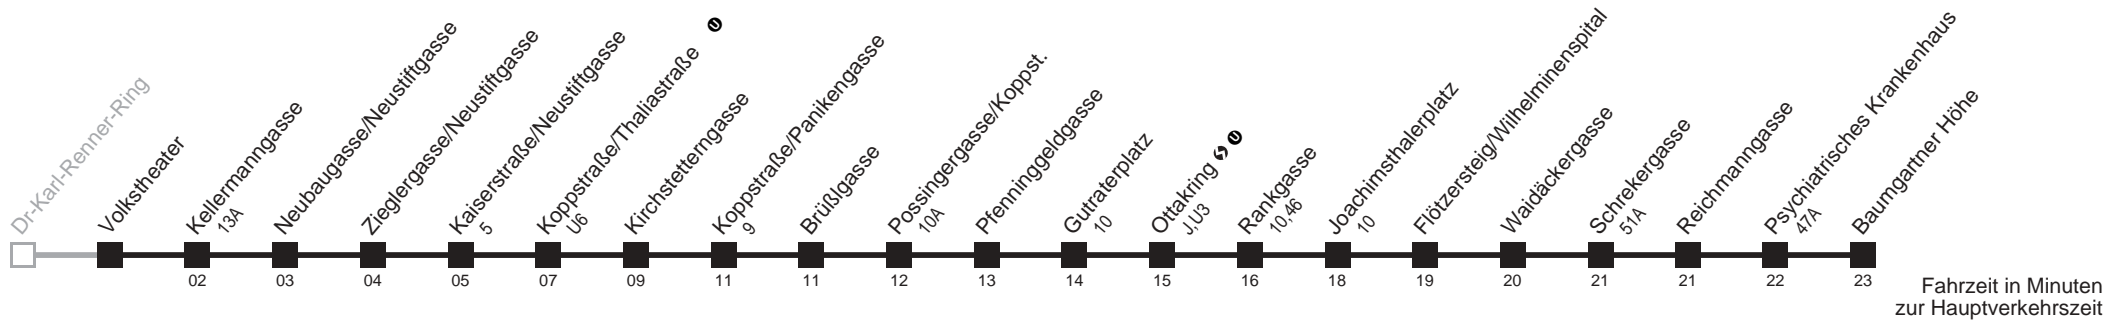 Dr-Karl-Renner-Ring
Volkstheater
Kellermanngasse
13A
Neubaugasse/Neustiftgasse
Zieglergasse/Neustiftgasse
Kaiserstraße/Neustiftgasse
5
Koppstraße/Thaliastraße U
U6
Kirchstetterngasse
Koppstraße/Panikengasse
9
Brüßlgasse
Possingergasse/Koppst.
10A
Pfenninggeldgasse
Gutraterplatz
10
Ottakring S U
J,U3
Rankgasse
10,46
Joachimsthalerplatz
10
Flötzersteig/Wilhelminenspital
Waidäckergasse
Schrekergasse
51A
Reichmanngasse
Psychiatrisches Krankenhaus
47A
Baumgartner Höhe
02 03 04 05 07 09 11 11 12 13 14 15 16 18 19 20 21 21 22 23
Fahrzeit in Minuten
zur Hauptverkehrszeit